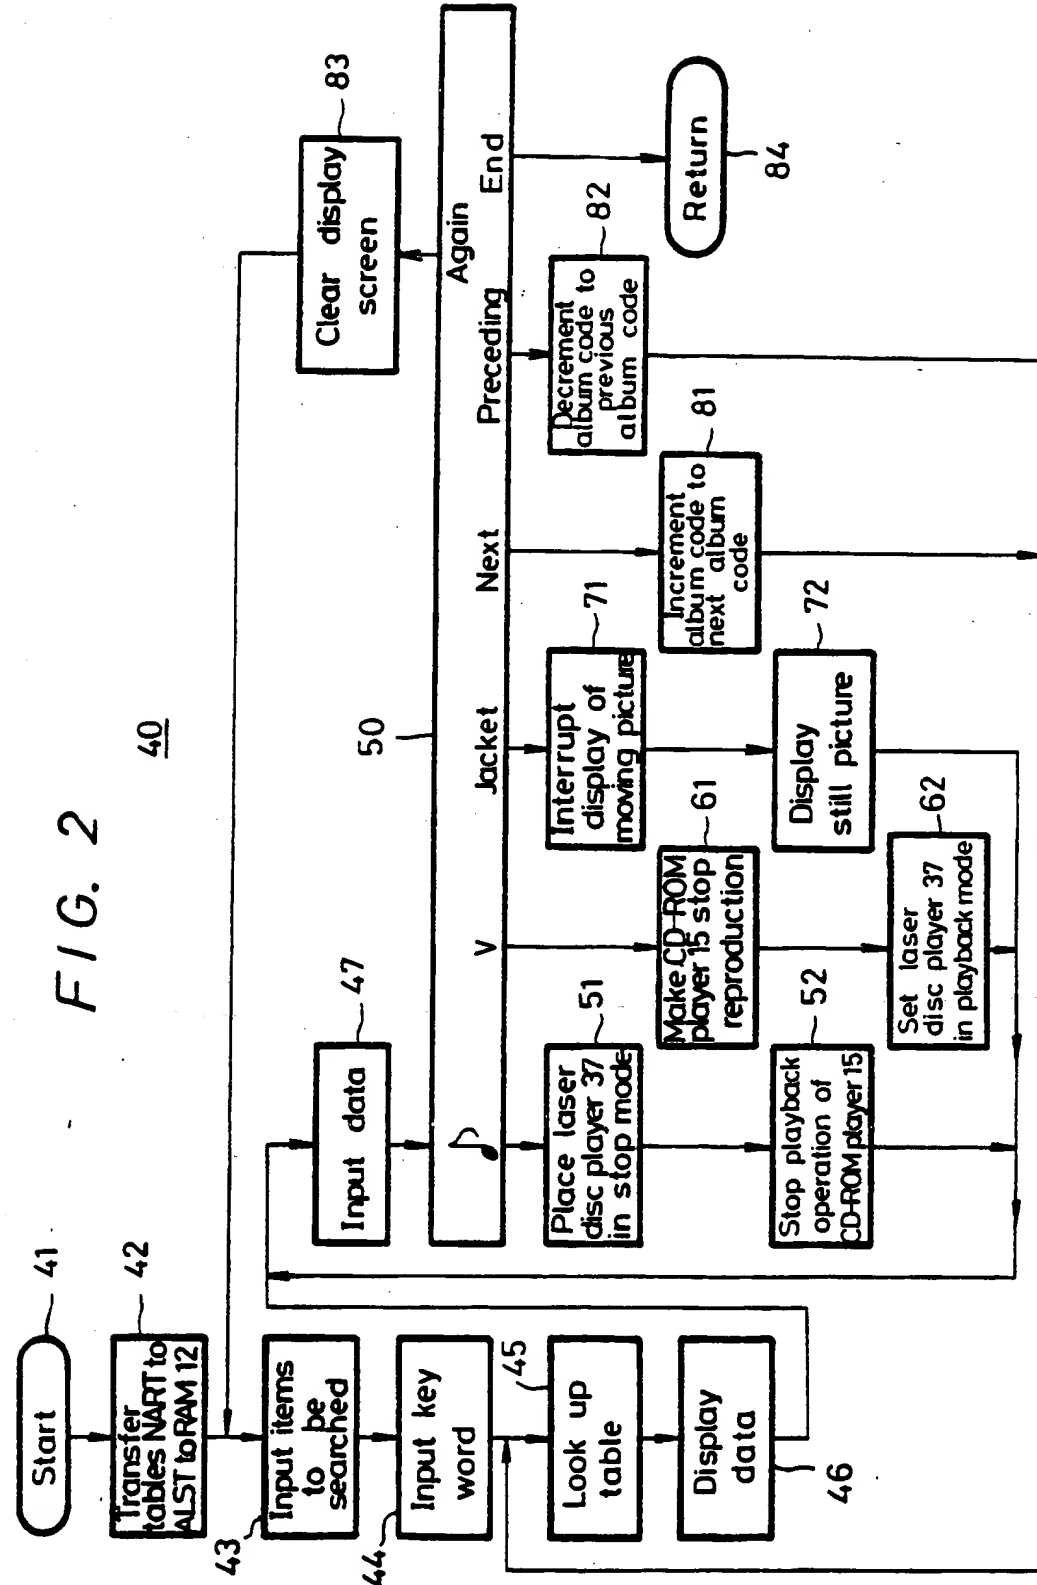 FIG. 2
40
Start
41
Transfer
tables NART to
ALST to RAM 12
42
Input items
to be
searched
43
Input key
word
44
Look up
table
45
Display
data
46
Input data
47
50
♪
V
Jacket
Next
Preceding
Again
End
Place laser
disc player 37
in stop mode
51
Stop playback
operation of
CD-ROM player 15
52
Make CD-ROM
player 15 stop
reproduction
61
Set laser
disc player 37
in playback mode
62
Interrupt
display of
moving picture
71
Display
still picture
72
Increment
album code to
next album
code
81
Decrement
album code to
previous
album code
82
Clear display
screen
83
Return
84